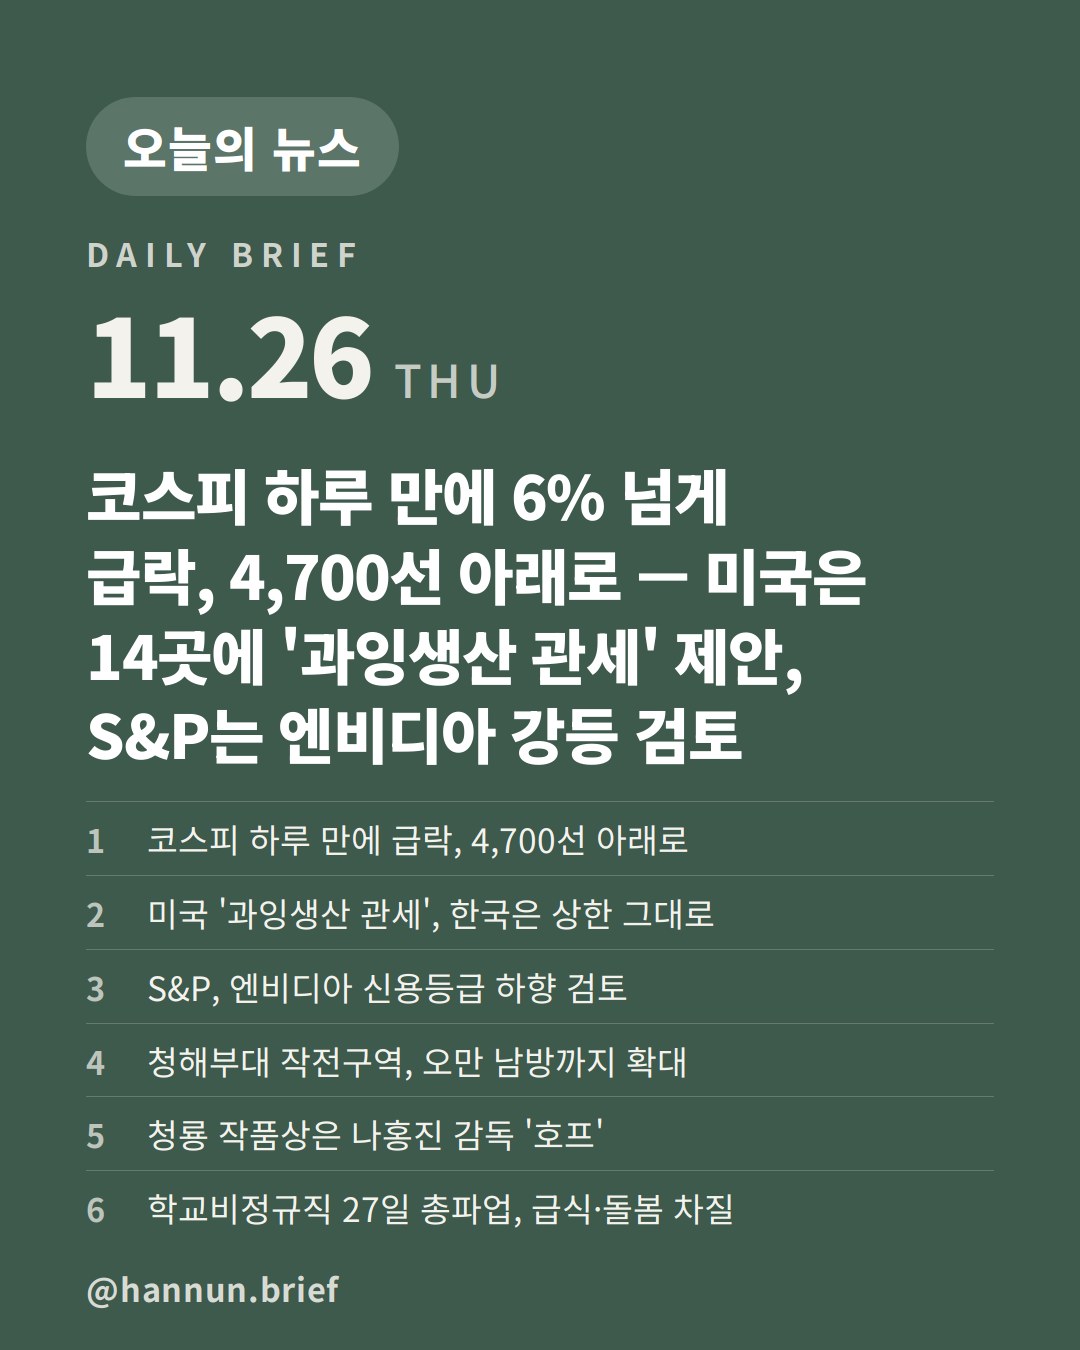 오늘의 뉴스
DAILY BRIEF
11.26 THU
코스피 하루 만에 6% 넘게
급락, 4,700선 아래로 — 미국은
14곳에 '과잉생산 관세' 제안,
S&P는 엔비디아 강등 검토
1 코스피 하루 만에 급락, 4,700선 아래로
2 미국 '과잉생산 관세', 한국은 상한 그대로
3 S&P, 엔비디아 신용등급 하향 검토
4 청해부대 작전구역, 오만 남방까지 확대
5 청룡 작품상은 나홍진 감독 '호프'
6 학교비정규직 27일 총파업, 급식·돌봄 차질
@hannun.brief